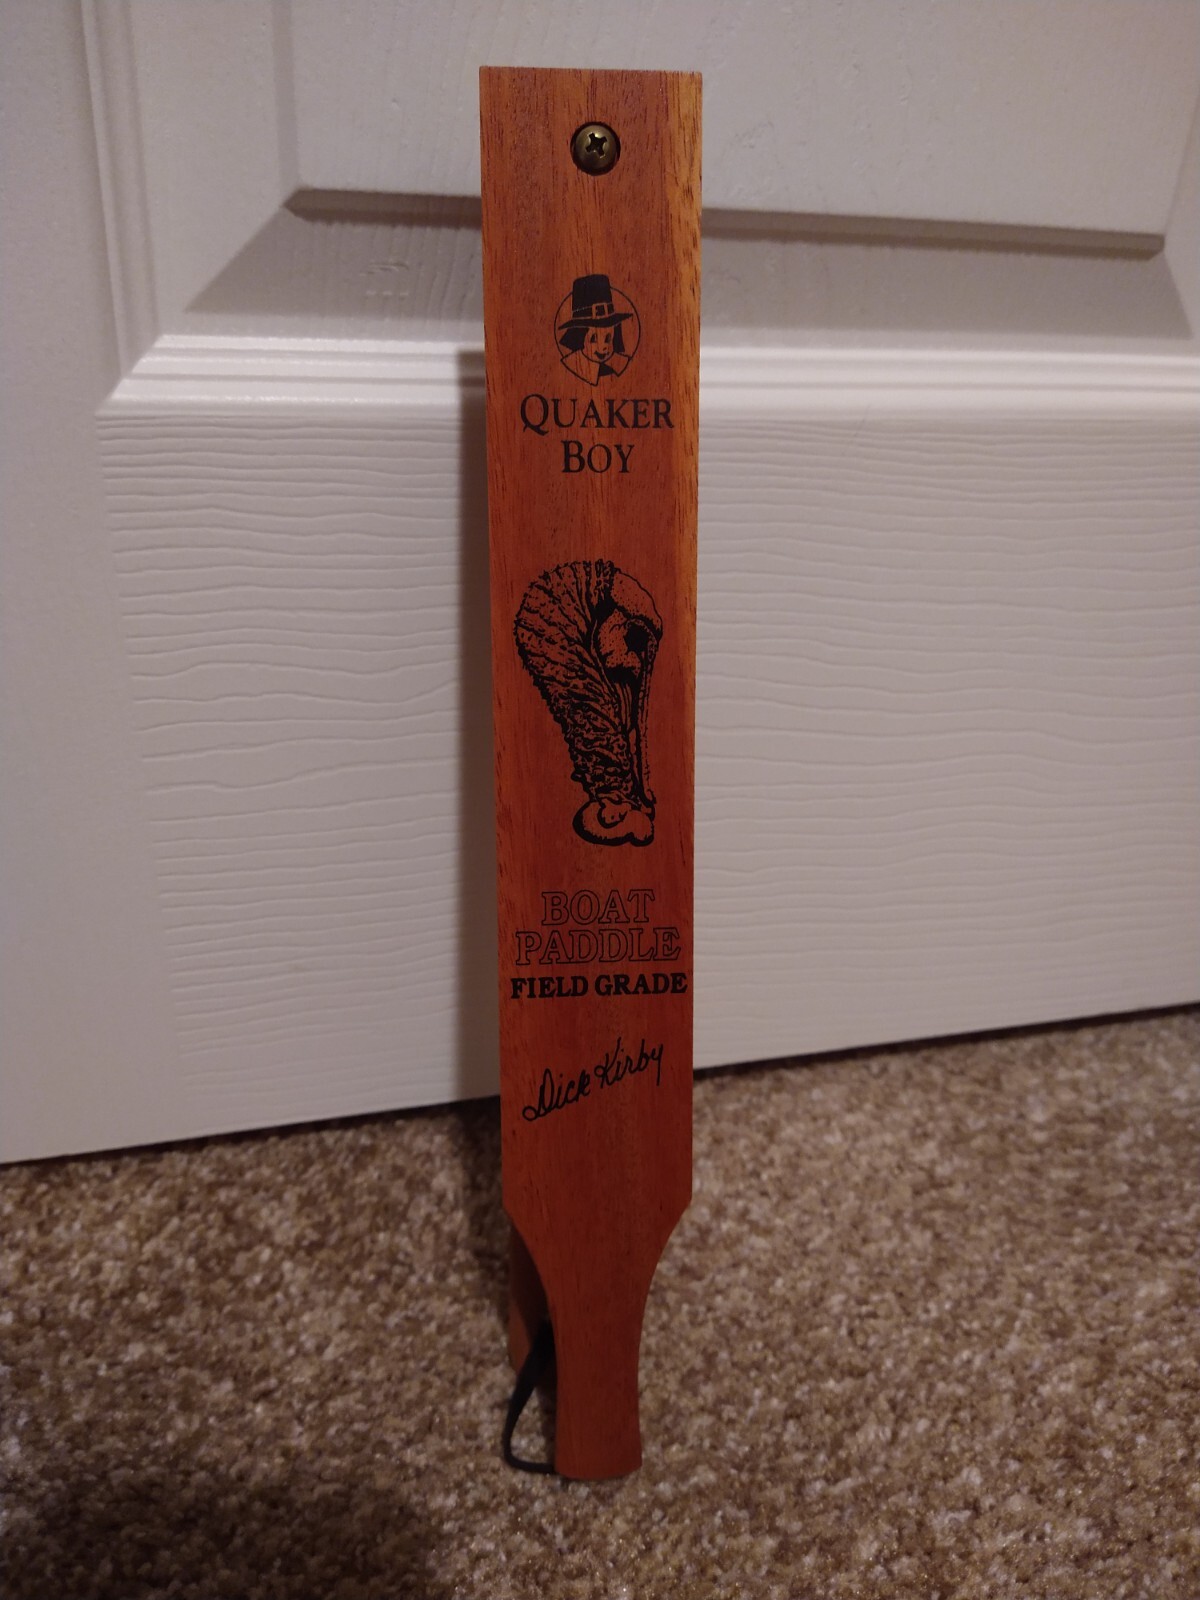 QUAKER
BOY
BOAT
PADDLE
FIELD GRADE
Dick Kirby